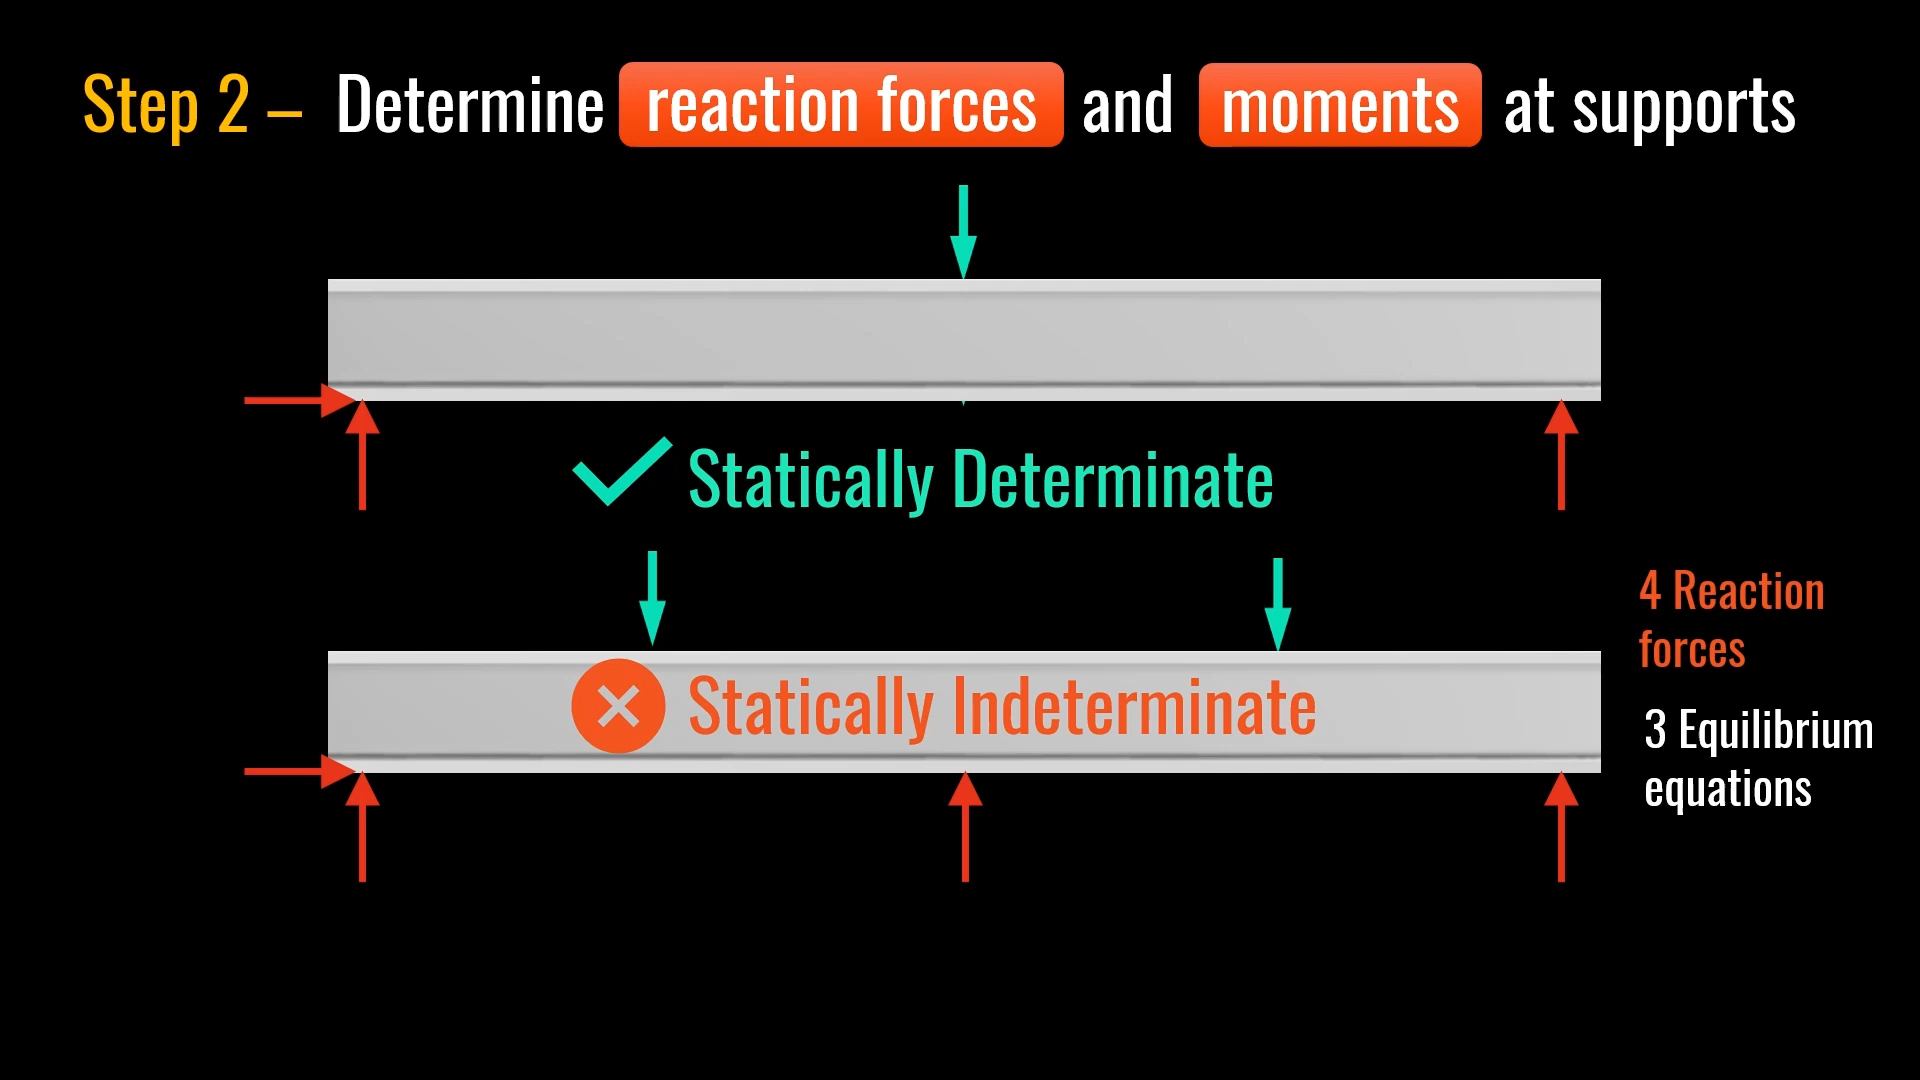 Step 2 – Determine reaction forces and moments at supports
Statically Determinate
Statically Indeterminate
4 Reaction
forces
3 Equilibrium
equations